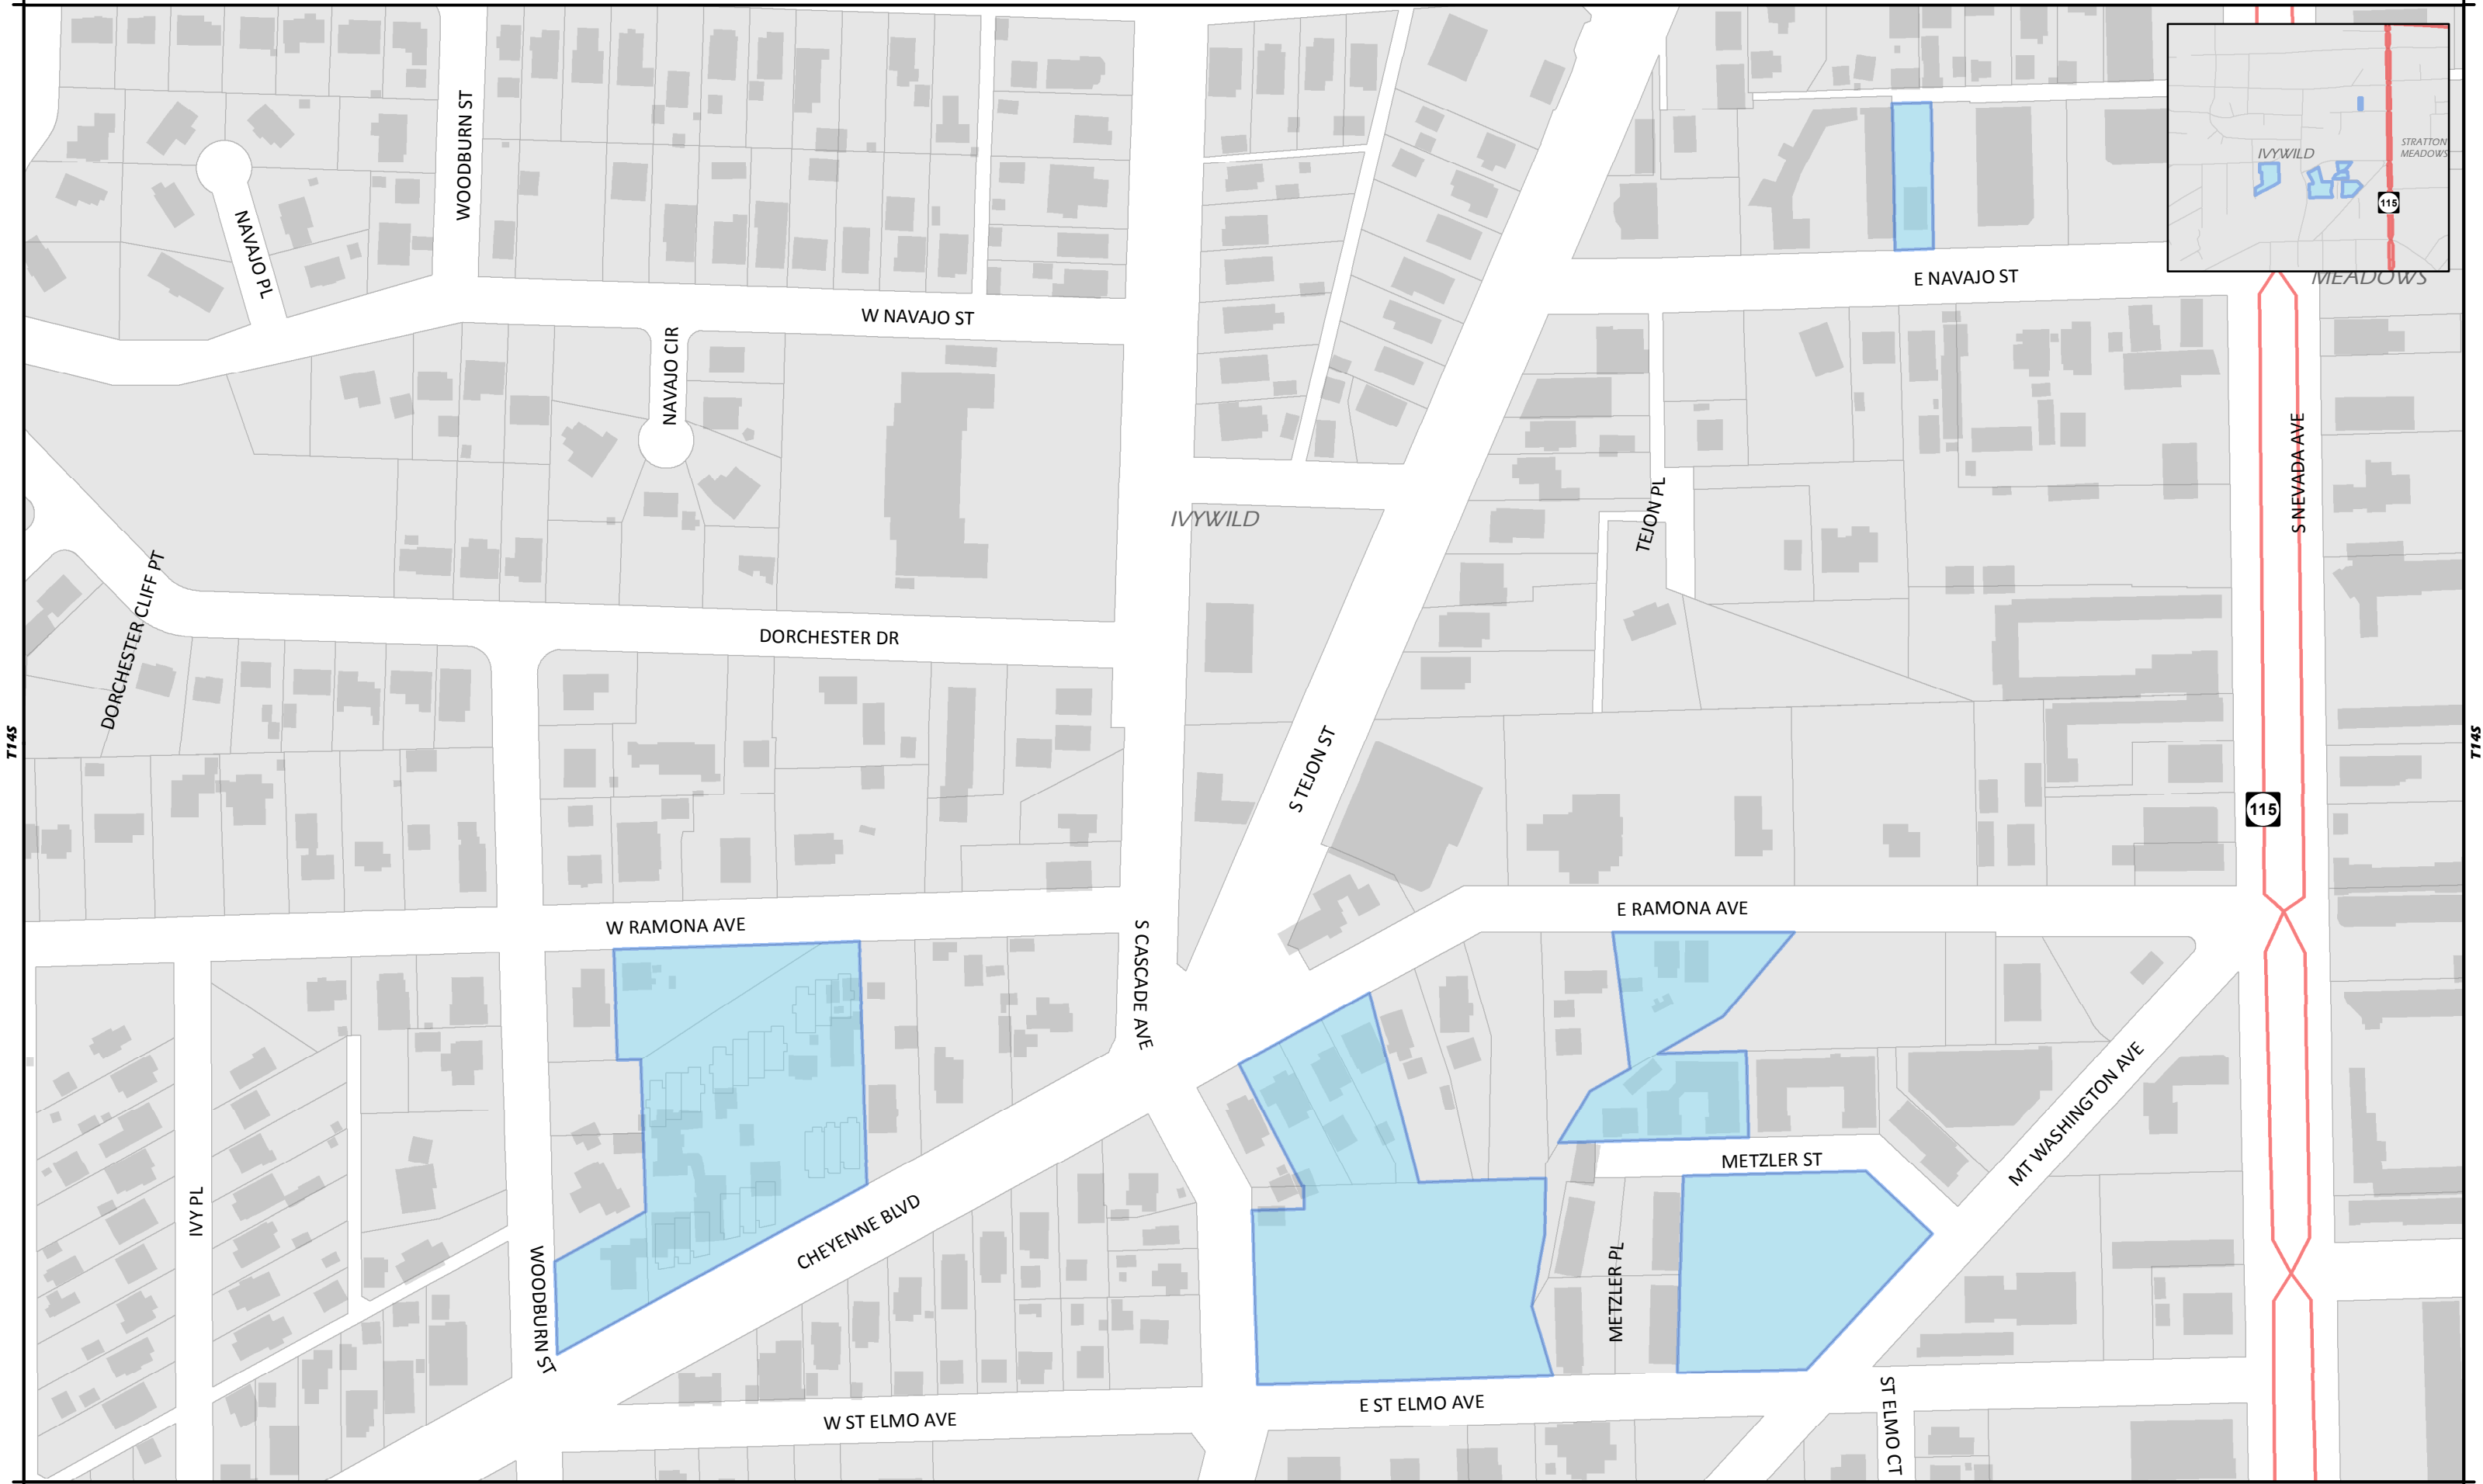 WOODBURN ST
NAVAJO PL
W NAVAJO ST
NAVAJO CIR
E NAVAJO ST
IVYWILD
STRATTON
MEADOWS
115
MEADOWS
S NEVADA AVE
IVYWILD
TEJON PL
DORCHESTER CLIFF PT
DORCHESTER DR
T14S
T14S
S TEJON ST
115
W RAMONA AVE
E RAMONA AVE
S CASCADE AVE
MT WASHINGTON AVE
METZLER ST
IVY PL
CHEYENNE BLVD
WOODBURN ST
METZLER PL
W ST ELMO AVE
E ST ELMO AVE
ST ELMO CT